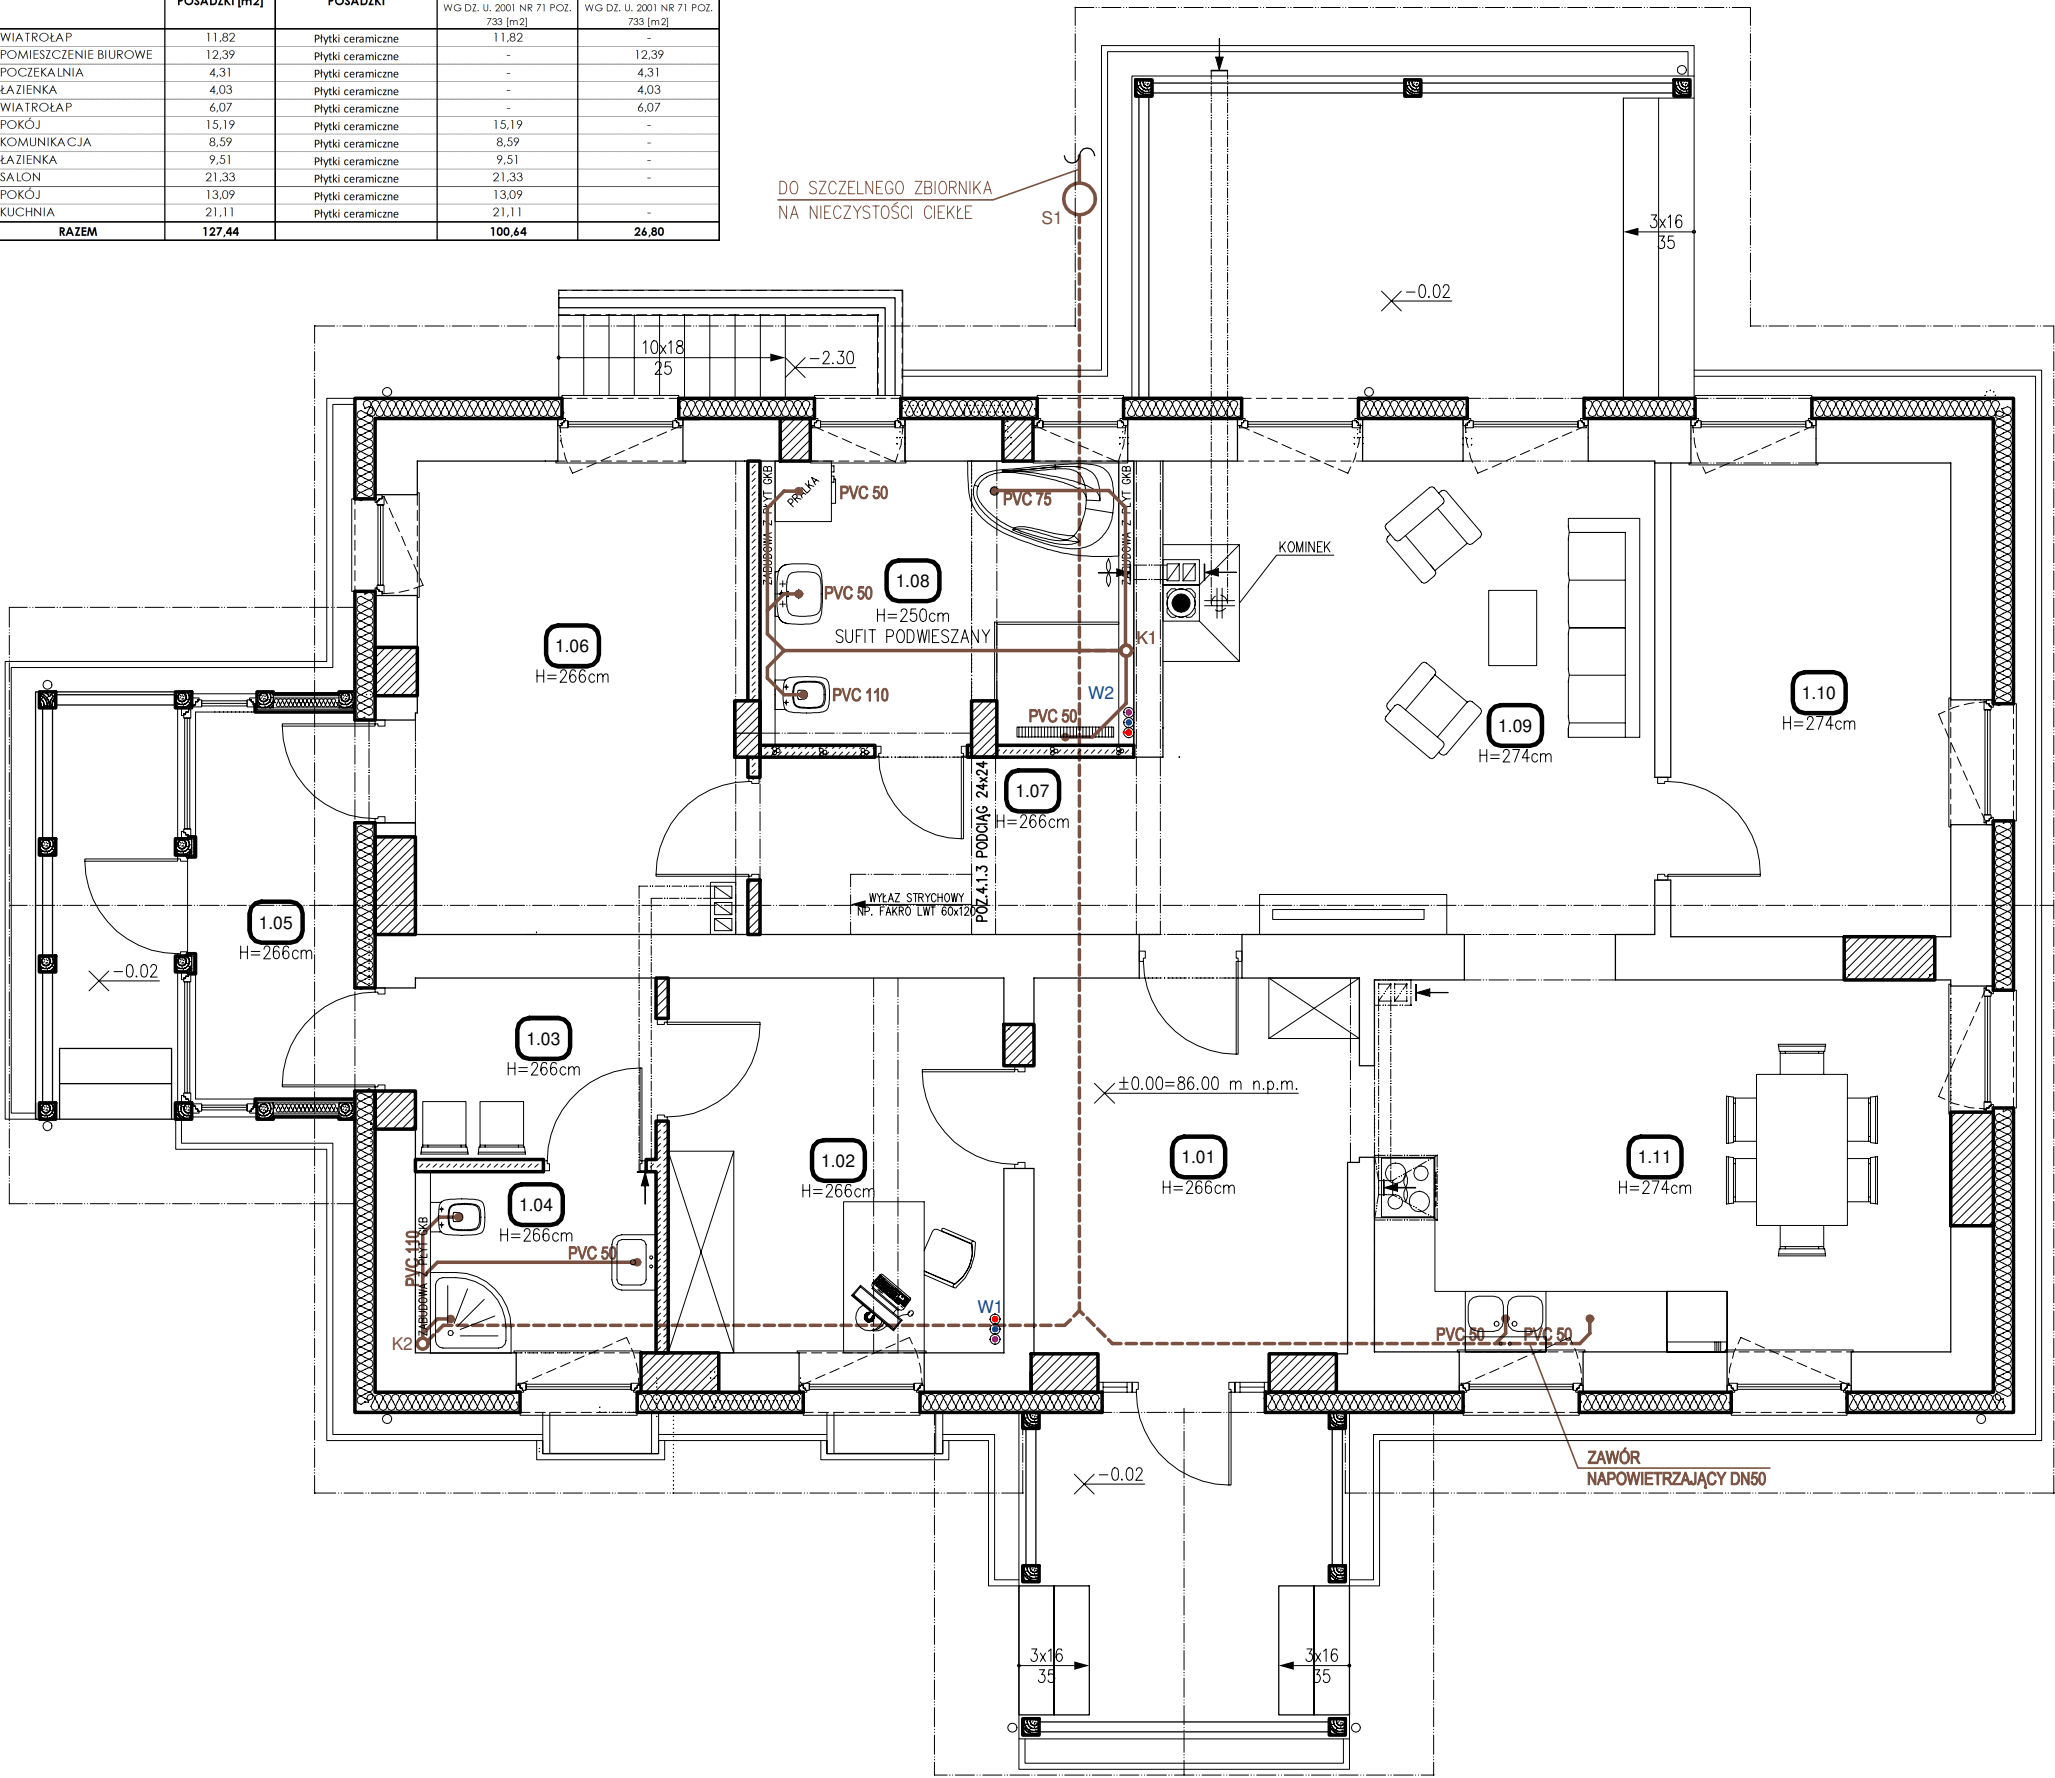 POSADZKI [m2] POSADZKI WG DZ. U. 2001 NR 71 POZ. 733 [m2] WG DZ. U. 2001 NR 71 POZ. 733 [m2]
WIATROŁAP 11,82 Płytki ceramiczne 11,82 -
POMIESZCZENIE BIUROWE 12,39 Płytki ceramiczne - 12,39
POCZEKALNIA 4,31 Płytki ceramiczne - 4,31
ŁAZIENKA 4,03 Płytki ceramiczne - 4,03
WIATROŁAP 6,07 Płytki ceramiczne - 6,07
POKÓJ 15,19 Płytki ceramiczne 15,19 -
KOMUNIKACJA 8,59 Płytki ceramiczne 8,59 -
ŁAZIENKA 9,51 Płytki ceramiczne 9,51 -
SALON 21,33 Płytki ceramiczne 21,33 -
POKÓJ 13,09 Płytki ceramiczne 13,09
KUCHNIA 21,11 Płytki ceramiczne 21,11 -
RAZEM 127,44 100,64 26,80
DO SZCZELNEGO ZBIORNIKA
NA NIECZYSTOŚCI CIEKŁE
S1
3x16
35
-0.02
10x18
25
-2.30
ZABUDOWA Z PŁYT GKB
PRALKA
PVC 50
PVC 75
ZABUDOWA Z PŁYT GKB
KOMINEK
1.08
H=250cm
SUFIT PODWIESZANY
PVC 50
K1
1.06
H=266cm
PVC 110
W2
PVC 50
1.09
H=274cm
1.10
H=274cm
1.07
H=266cm
POZ.4.1.3 PODCIĄG 24x24
WYŁAZ STRYCHOWY
NP. FAKRO LWT 60x120
1.05
H=266cm
-0.02
1.03
H=266cm
±0.00=86.00 m n.p.m.
1.02
H=266cm
1.01
H=266cm
1.11
H=274cm
1.04
H=266cm
PVC 110
ZABUDOWA Z PŁYT GKB
PVC 50
K2
W1
PVC 50
PVC 50
ZAWÓR
NAPOWIETRZAJĄCY DN50
-0.02
3x16
35
3x16
35